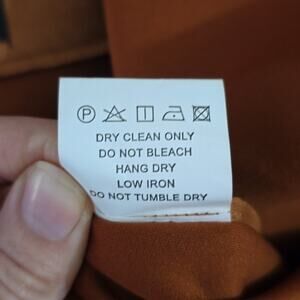 P
DRY CLEAN ONLY
DO NOT BLEACH
HANG DRY
LOW IRON
DO NOT TUMBLE DRY